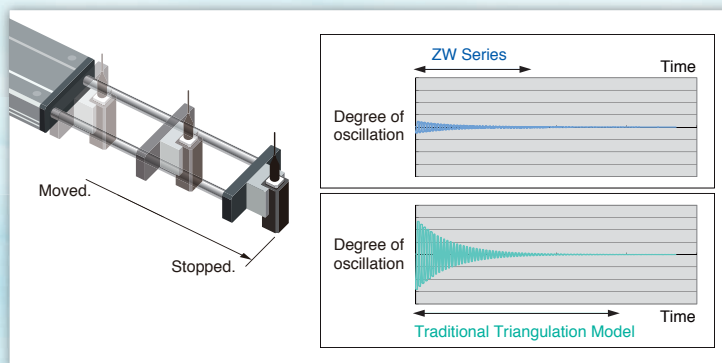 Moved.
Stopped.
ZW Series
Time
Degree of
oscillation
Degree of
oscillation
Time
Traditional Triangulation Model